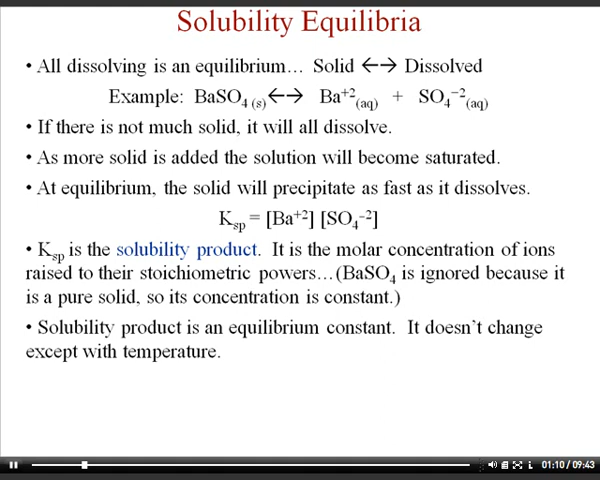 Solubility Equilibria
• All dissolving is an equilibrium… Solid ←→ Dissolved
Example: BaSO₄ ₍s₎ ←→ Ba⁺²₍aq₎ + SO₄⁻²₍aq₎
• If there is not much solid, it will all dissolve.
• As more solid is added the solution will become saturated.
• At equilibrium, the solid will precipitate as fast as it dissolves.
Ksp = [Ba⁺²] [SO₄⁻²]
• Ksp is the solubility product. It is the molar concentration of ions
raised to their stoichiometric powers…(BaSO₄ is ignored because it
is a pure solid, so its concentration is constant.)
• Solubility product is an equilibrium constant. It doesn't change
except with temperature.
01:10 / 09:43